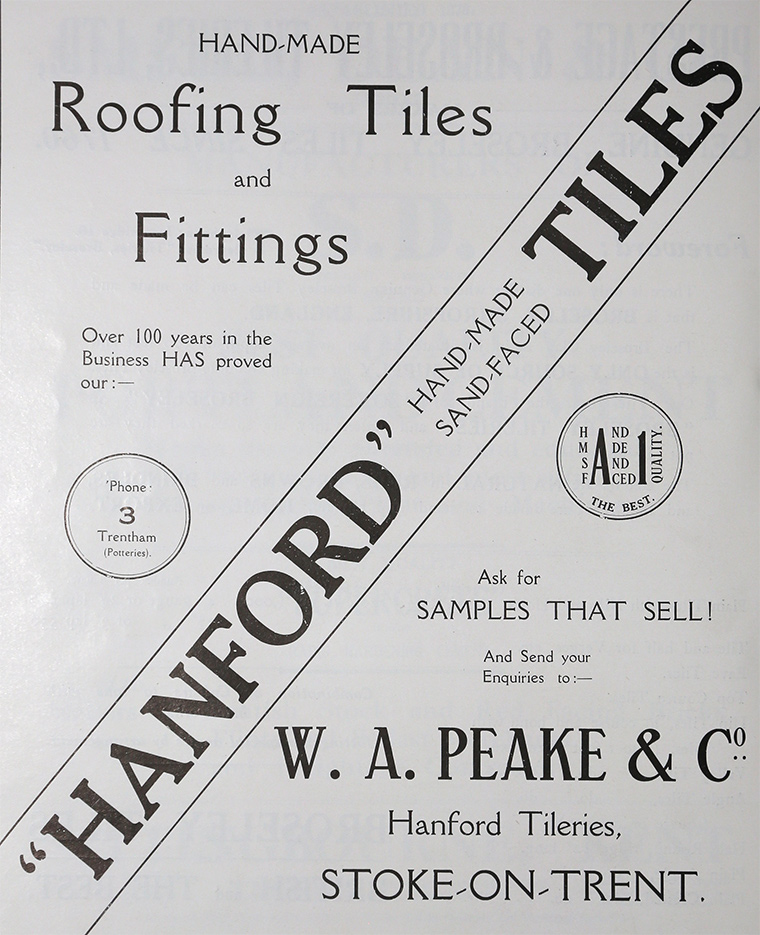 HAND-MADE
Roofing Tiles
and
Fittings
Over 100 years in the
Business HAS proved
our:—
"HANFORD" HAND-MADE SAND-FACED TILES
'Phone
3
Trentham
(Potteries).
HAND
MADE
SAND
FACED
A1
QUALITY.
THE BEST.
Ask for
SAMPLES THAT SELL!
And Send your
Enquiries to:—
W. A. PEAKE & Co..
Hanford Tileries,
STOKE-ON-TRENT.